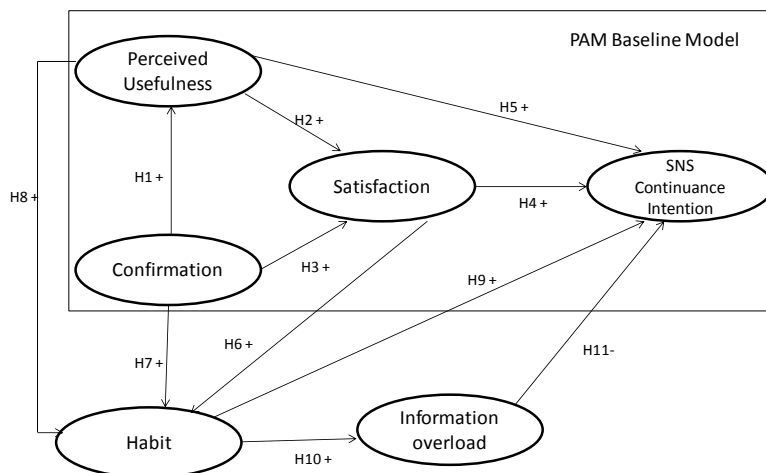 PAM Baseline Model
Perceived
Usefulness
H2 +
H5 +
H8 +
H1 +
Satisfaction
H4 +
SNS
Continuance
Intention
Confirmation
H3 +
H9 +
H7 +
H6 +
H11-
Habit
H10 +
Information
overload